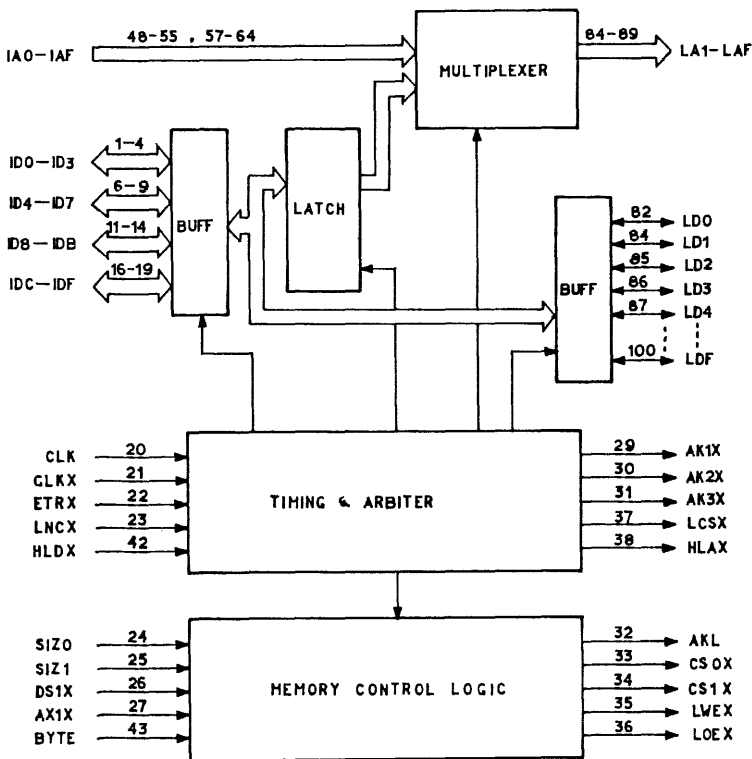 48-55 , 57-64
IA0-IAF
MULTIPLEXER
84-89
LA1-LAF
1-4
ID0-ID3
6-9
ID4-ID7
11-14
ID8-IDB
16-19
IDC-IDF
BUFF
LATCH
BUFF
82 LD0
84 LD1
85 LD2
86 LD3
87 LD4
100 LDF
CLK 20
GLKX 21
ETRX 22
LNCX 23
HLDX 42
TIMING & ARBITER
29 AK1X
30 AK2X
31 AK3X
37 LCSX
38 HLAX
SIZ0 24
SIZ1 25
DS1X 26
AX1X 27
BYTE 43
MEMORY CONTROL LOGIC
32 AKL
33 CS0X
34 CS1X
35 LWEX
36 LOEX